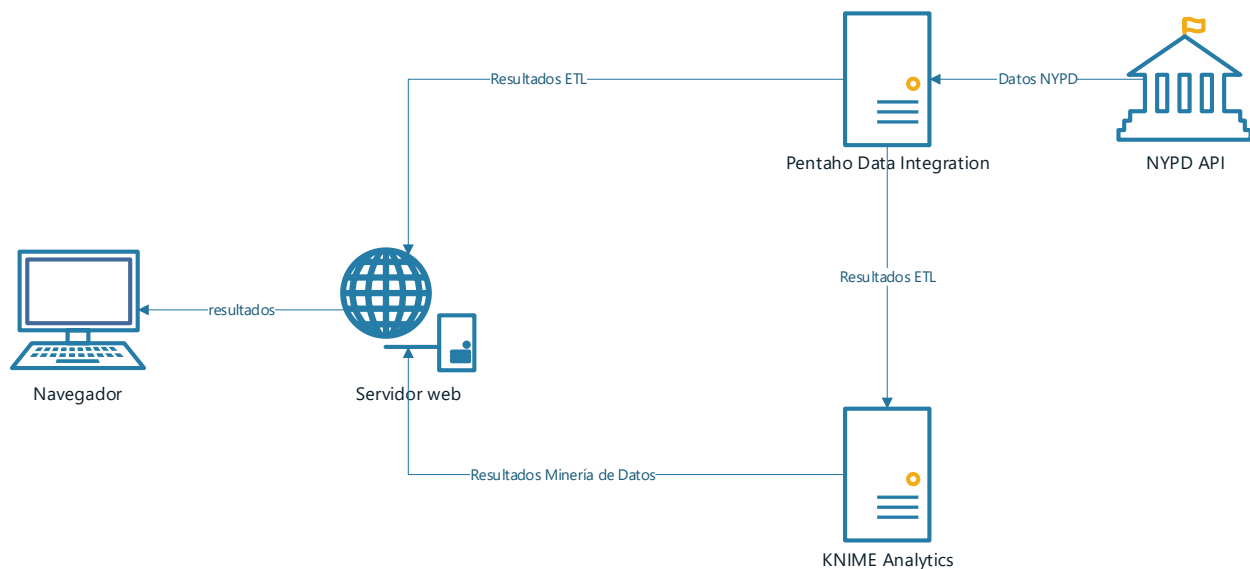 Resultados ETL
Datos NYPD
Pentaho Data Integration
NYPD API
Resultados ETL
resultados
Navegador
Servidor web
Resultados Minería de Datos
KNIME Analytics